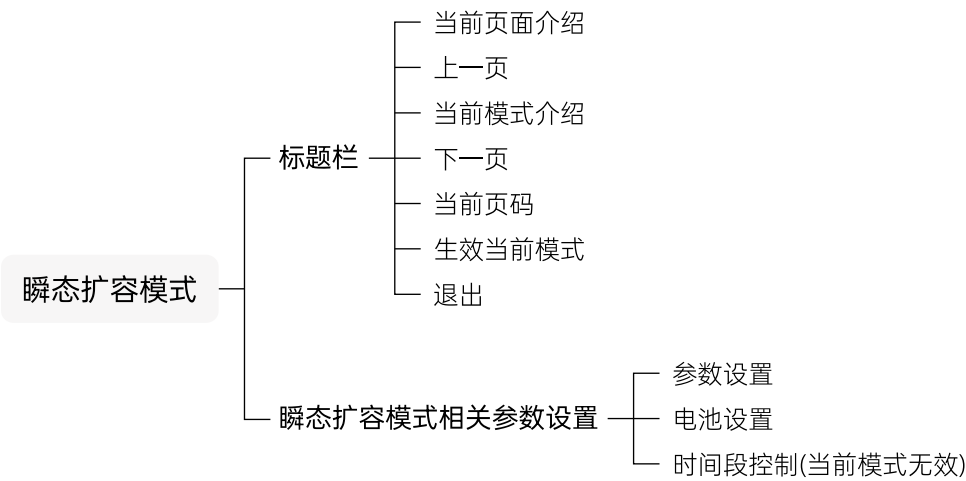 当前页面介绍
上一页
当前模式介绍
标题栏
下一页
当前页码
生效当前模式
瞬态扩容模式
退出
参数设置
瞬态扩容模式相关参数设置
电池设置
时间段控制(当前模式无效)